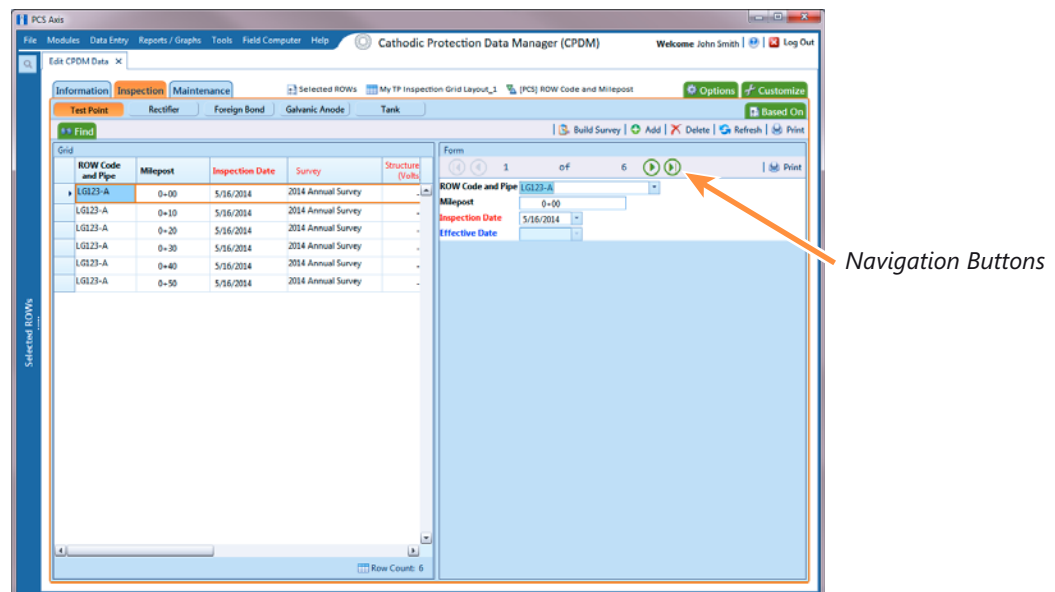 PCS Axis
File Modules Data Entry Reports / Graphs Tools Field Computer Help Cathodic Protection Data Manager (CPDM) Welcome John Smith | | Log Out
Edit CPDM Data ×
Information Inspection Maintenance Selected ROWs My TP Inspection Grid Layout_1 [PCS] ROW Code and Milepost Options Customize
Test Point Rectifier Foreign Bond Galvanic Anode Tank Based On
Find | Build Survey | Add | Delete | Refresh | Print
Grid
ROW Code and Pipe Milepost Inspection Date Survey Structure (Volts
LG123-A 0+00 5/16/2014 2014 Annual Survey -
LG123-A 0+10 5/16/2014 2014 Annual Survey -
LG123-A 0+20 5/16/2014 2014 Annual Survey -
LG123-A 0+30 5/16/2014 2014 Annual Survey -
LG123-A 0+40 5/16/2014 2014 Annual Survey -
LG123-A 0+50 5/16/2014 2014 Annual Survey -
Row Count: 6
Form
1 of 6 | Print
ROW Code and Pipe LG123-A
Milepost 0+00
Inspection Date 5/16/2014
Effective Date
Selected ROWs
Navigation Buttons